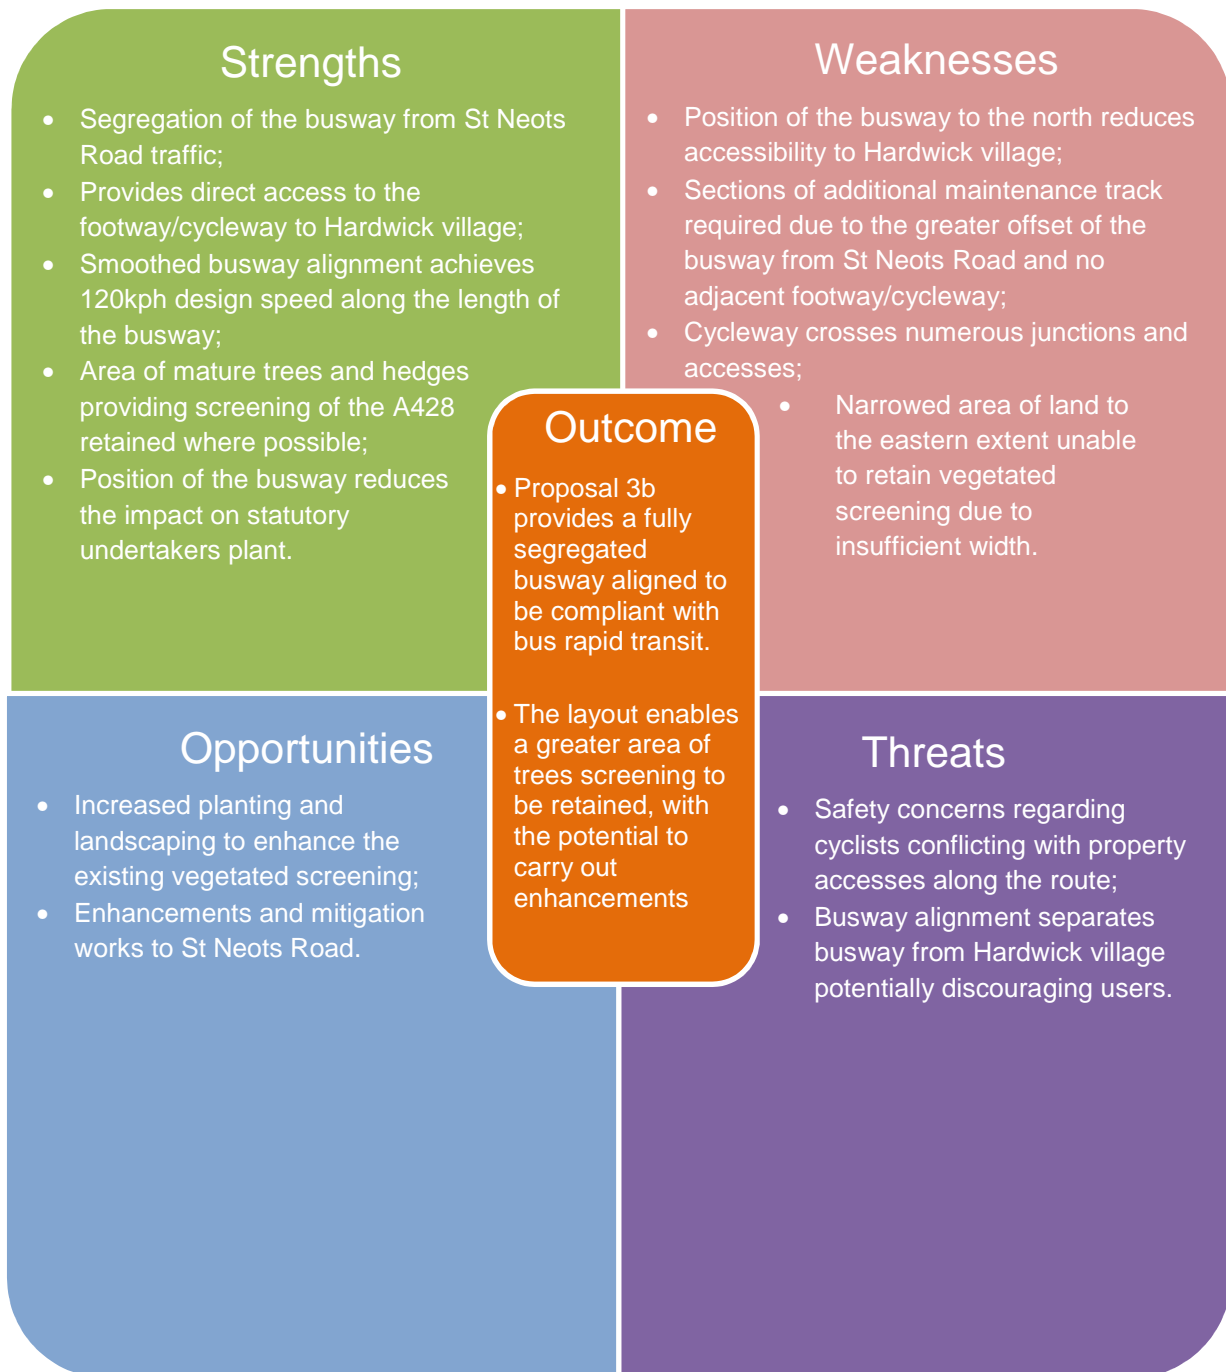 Strengths
• Segregation of the busway from St Neots
Road traffic;
• Provides direct access to the
footway/cycleway to Hardwick village;
• Smoothed busway alignment achieves
120kph design speed along the length of
the busway;
• Area of mature trees and hedges
providing screening of the A428
retained where possible;
• Position of the busway reduces
the impact on statutory
undertakers plant.
Weaknesses
• Position of the busway to the north reduces
accessibility to Hardwick village;
• Sections of additional maintenance track
required due to the greater offset of the
busway from St Neots Road and no
adjacent footway/cycleway;
• Cycleway crosses numerous junctions and
accesses;
• Narrowed area of land to
the eastern extent unable
to retain vegetated
screening due to
insufficient width.
Outcome
• Proposal 3b
provides a fully
segregated
busway aligned to
be compliant with
bus rapid transit.
• The layout enables
a greater area of
trees screening to
be retained, with
the potential to
carry out
enhancements
Opportunities
• Increased planting and
landscaping to enhance the
existing vegetated screening;
• Enhancements and mitigation
works to St Neots Road.
Threats
• Safety concerns regarding
cyclists conflicting with property
accesses along the route;
• Busway alignment separates
busway from Hardwick village
potentially discouraging users.